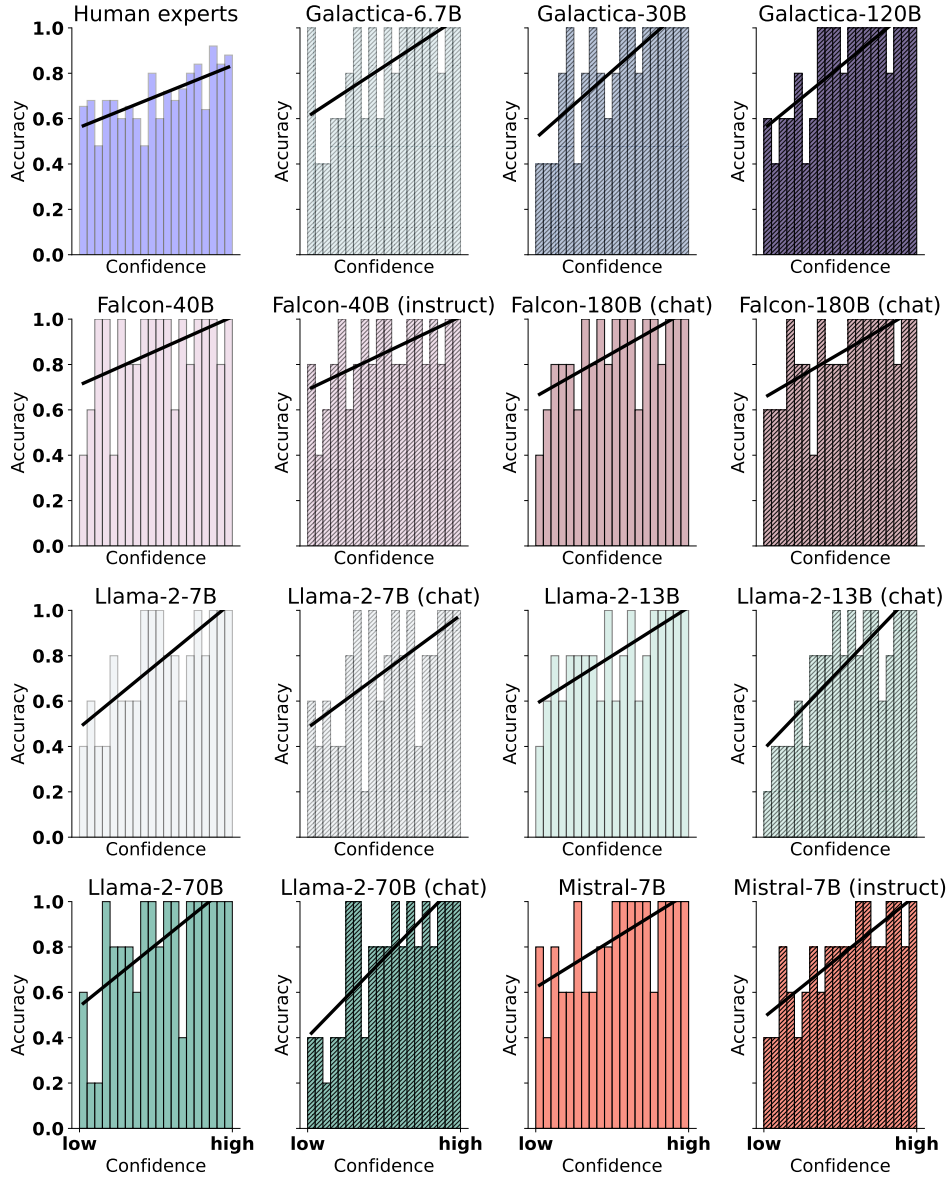 Human experts
Galactica-6.7B
Galactica-30B
Galactica-120B
1.0
0.8
0.6
0.4
0.2
0.0
Accuracy
Accuracy
Accuracy
Accuracy
Confidence
Confidence
Confidence
Confidence
Falcon-40B
Falcon-40B (instruct)
Falcon-180B (chat)
Falcon-180B (chat)
1.0
0.8
0.6
0.4
0.2
0.0
Accuracy
Accuracy
Accuracy
Accuracy
Confidence
Confidence
Confidence
Confidence
Llama-2-7B
Llama-2-7B (chat)
Llama-2-13B
Llama-2-13B (chat)
1.0
0.8
0.6
0.4
0.2
0.0
Accuracy
Accuracy
Accuracy
Accuracy
Confidence
Confidence
Confidence
Confidence
Llama-2-70B
Llama-2-70B (chat)
Mistral-7B
Mistral-7B (instruct)
1.0
0.8
0.6
0.4
0.2
0.0
Accuracy
Accuracy
Accuracy
Accuracy
low high
low high
low high
low high
Confidence
Confidence
Confidence
Confidence